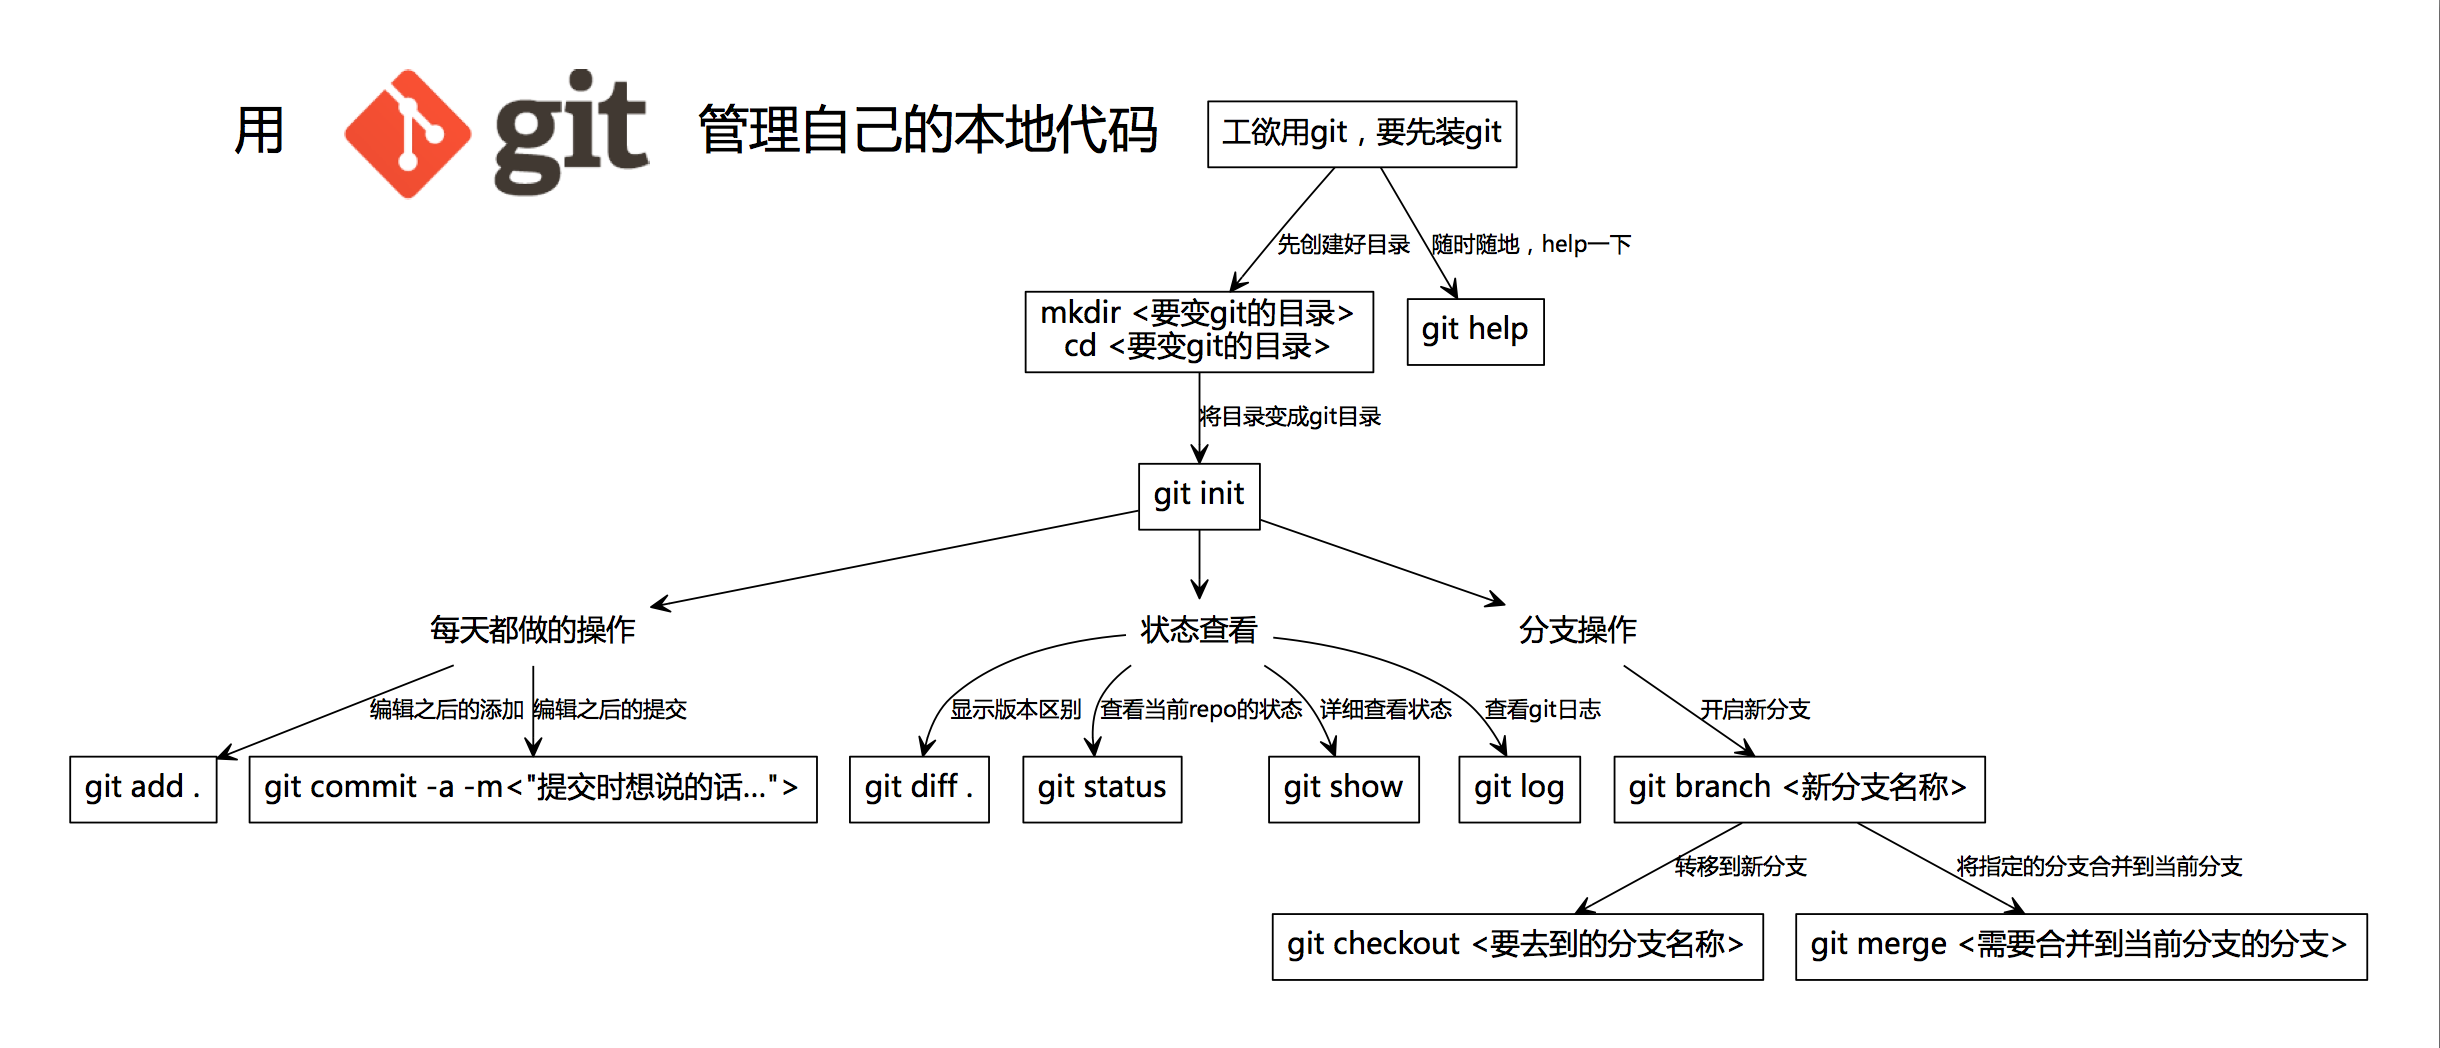 用 git 管理自己的本地代码
工欲用git，要先装git
先创建好目录
随时随地，help一下
mkdir <要变git的目录>
cd <要变git的目录>
git help
将目录变成git目录
git init
每天都做的操作
状态查看
分支操作
编辑之后的添加
编辑之后的提交
显示版本区别
查看当前repo的状态
详细查看状态
查看git日志
开启新分支
git add .
git commit -a -m<"提交时想说的话...">
git diff .
git status
git show
git log
git branch <新分支名称>
转移到新分支
将指定的分支合并到当前分支
git checkout <要去到的分支名称>
git merge <需要合并到当前分支的分支>